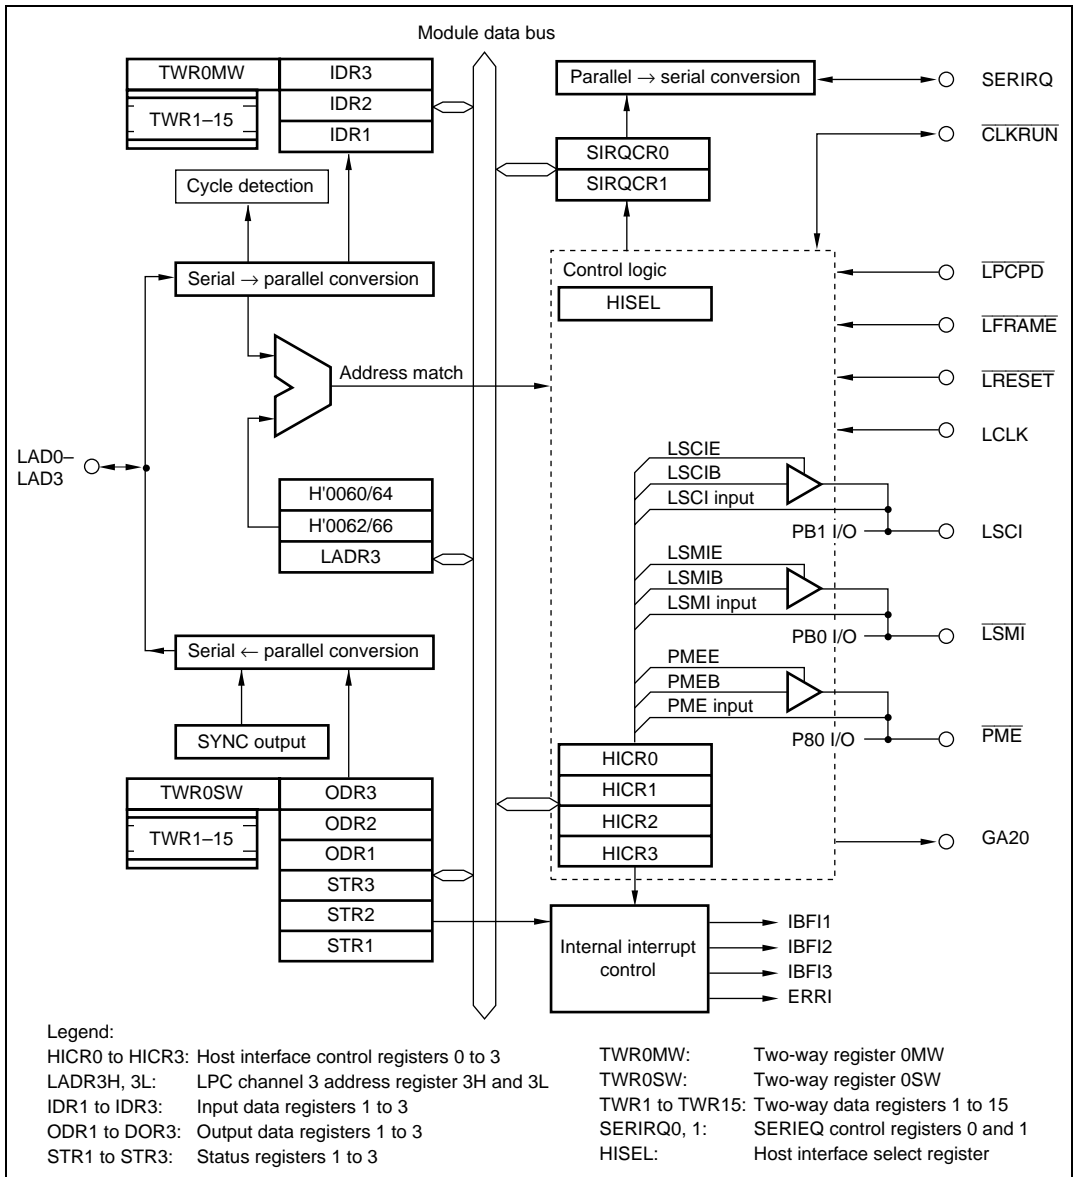 Module data bus
TWR0MW
IDR3
IDR2
IDR1
TWR1–15
Cycle detection
Serial → parallel conversion
Address match
LAD0–
LAD3
H'0060/64
H'0062/66
LADR3
Serial ← parallel conversion
SYNC output
TWR0SW
ODR3
ODR2
ODR1
STR3
STR2
STR1
TWR1–15
Parallel → serial conversion
SIRQCR0
SIRQCR1
Control logic
HISEL
LSCIE
LSCIB
LSCI input
PB1 I/O
LSMIE
LSMIB
LSMI input
PB0 I/O
PMEE
PMEB
PME input
P80 I/O
HICR0
HICR1
HICR2
HICR3
Internal interrupt
control
IBFI1
IBFI2
IBFI3
ERRI
SERIRQ
CLKRUN
LPCPD
LFRAME
LRESET
LCLK
LSCI
LSMI
PME
GA20
Legend:
HICR0 to HICR3: Host interface control registers 0 to 3
LADR3H, 3L: LPC channel 3 address register 3H and 3L
IDR1 to IDR3: Input data registers 1 to 3
ODR1 to DOR3: Output data registers 1 to 3
STR1 to STR3: Status registers 1 to 3
TWR0MW: Two-way register 0MW
TWR0SW: Two-way register 0SW
TWR1 to TWR15: Two-way data registers 1 to 15
SERIRQ0, 1: SERIEQ control registers 0 and 1
HISEL: Host interface select register